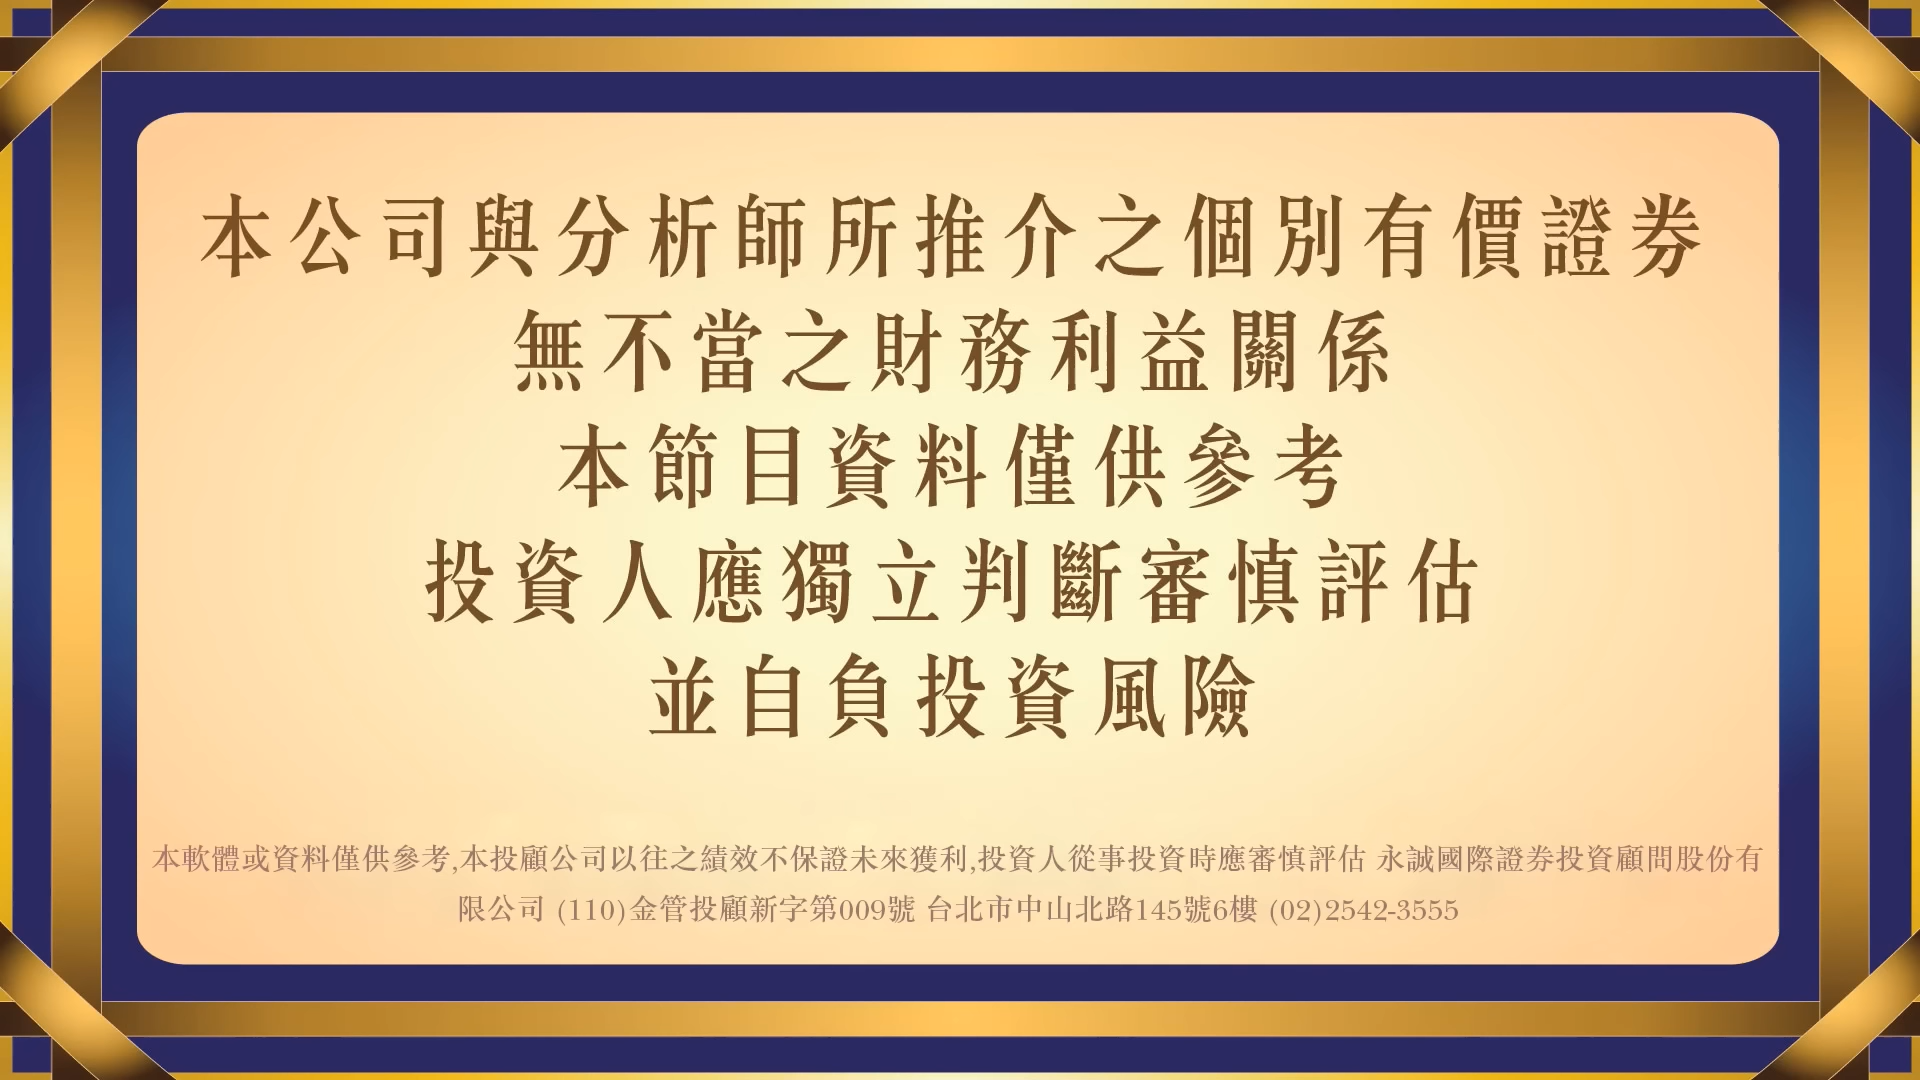 本公司與分析師所推介之個別有價證券
無不當之財務利益關係
本節目資料僅供參考
投資人應獨立判斷審慎評估
並自負投資風險
本軟體或資料僅供參考,本投顧公司以往之績效不保證未來獲利,投資人從事投資時應審慎評估 永誠國際證券投資顧問股份有
限公司 (110)金管投顧新字第009號 台北市中山北路145號6樓 (02)2542-3555